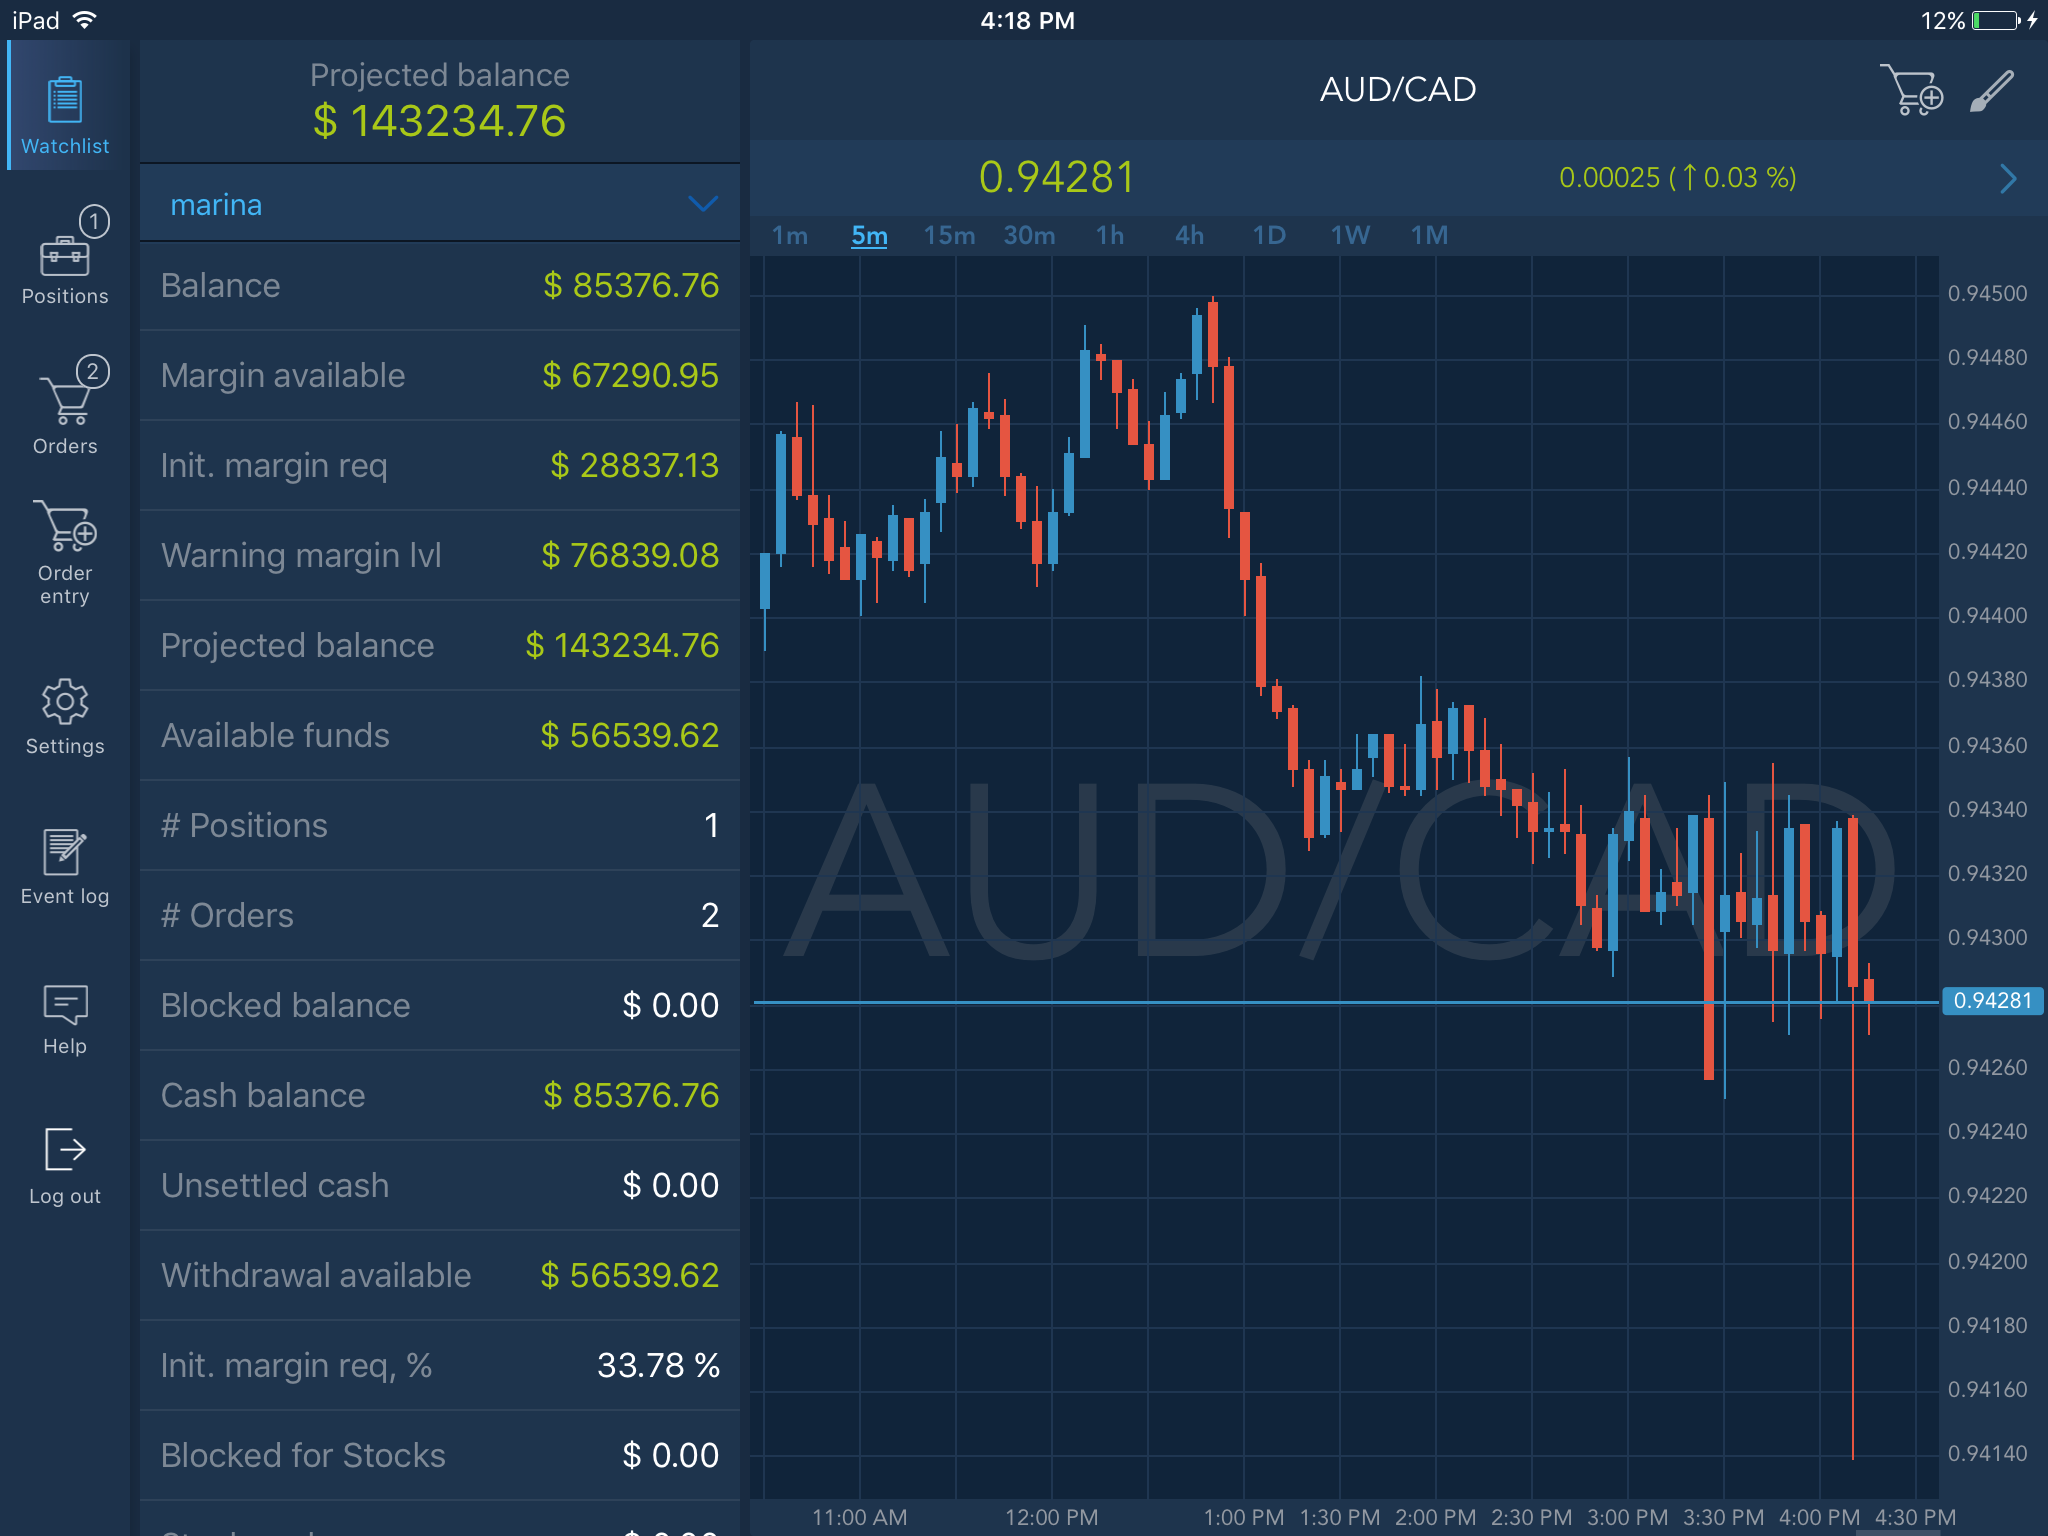 iPad
4:18 PM
12%
Watchlist
1
Positions
2
Orders
Order
entry
Settings
Event log
Help
Log out
Projected balance
$ 143234.76
marina
Balance $ 85376.76
Margin available $ 67290.95
Init. margin req $ 28837.13
Warning margin lvl $ 76839.08
Projected balance $ 143234.76
Available funds $ 56539.62
# Positions 1
# Orders 2
Blocked balance $ 0.00
Cash balance $ 85376.76
Unsettled cash $ 0.00
Withdrawal available $ 56539.62
Init. margin req, % 33.78 %
Blocked for Stocks $ 0.00
AUD/CAD
0.94281 0.00025 (↑ 0.03 %)
1m 5m 15m 30m 1h 4h 1D 1W 1M
0.94500
0.94480
0.94460
0.94440
0.94420
0.94400
0.94380
0.94360
0.94340
0.94320
0.94300
0.94281
0.94260
0.94240
0.94220
0.94200
0.94180
0.94160
0.94140
AUD/CAD
11:00 AM 12:00 PM 1:00 PM 1:30 PM 2:00 PM 2:30 PM 3:00 PM 3:30 PM 4:00 PM 4:30 PM